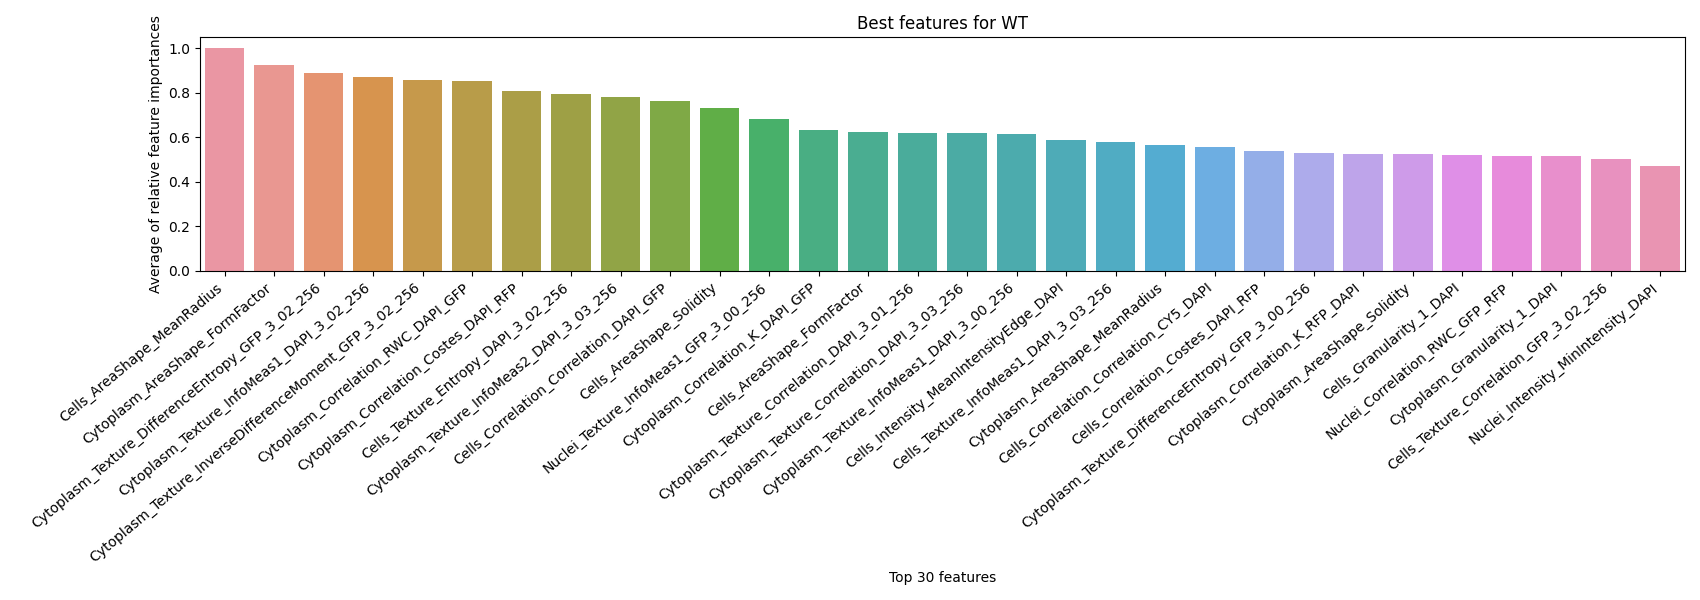 Best features for WT
Average of relative feature importances
1.0
0.8
0.6
0.4
0.2
0.0
Cells_AreaShape_MeanRadius
Cytoplasm_AreaShape_FormFactor
Cytoplasm_Texture_DifferenceEntropy_GFP_3_02_256
Cytoplasm_Texture_InfoMeas1_DAPI_3_02_256
Cytoplasm_Texture_InverseDifferenceMoment_GFP_3_02_256
Cytoplasm_Correlation_RWC_DAPI_GFP
Cytoplasm_Correlation_Costes_DAPI_RFP
Cells_Texture_Entropy_DAPI_3_02_256
Cytoplasm_Texture_InfoMeas2_DAPI_3_03_256
Cells_Correlation_Correlation_DAPI_GFP
Cells_AreaShape_Solidity
Nuclei_Texture_InfoMeas1_GFP_3_00_256
Cytoplasm_Correlation_K_DAPI_GFP
Cells_AreaShape_FormFactor
Cytoplasm_Texture_Correlation_DAPI_3_01_256
Cytoplasm_Texture_Correlation_DAPI_3_03_256
Cytoplasm_Texture_InfoMeas1_DAPI_3_00_256
Cells_Intensity_MeanIntensityEdge_DAPI
Cells_Texture_InfoMeas1_DAPI_3_03_256
Cytoplasm_AreaShape_MeanRadius
Cells_Correlation_Correlation_CY5_DAPI
Cells_Correlation_Costes_DAPI_RFP
Cytoplasm_Texture_DifferenceEntropy_GFP_3_00_256
Cytoplasm_Correlation_K_RFP_DAPI
Cytoplasm_AreaShape_Solidity
Cells_Granularity_1_DAPI
Nuclei_Correlation_RWC_GFP_RFP
Cytoplasm_Granularity_1_DAPI
Cells_Texture_Correlation_GFP_3_02_256
Nuclei_Intensity_MinIntensity_DAPI
Top 30 features